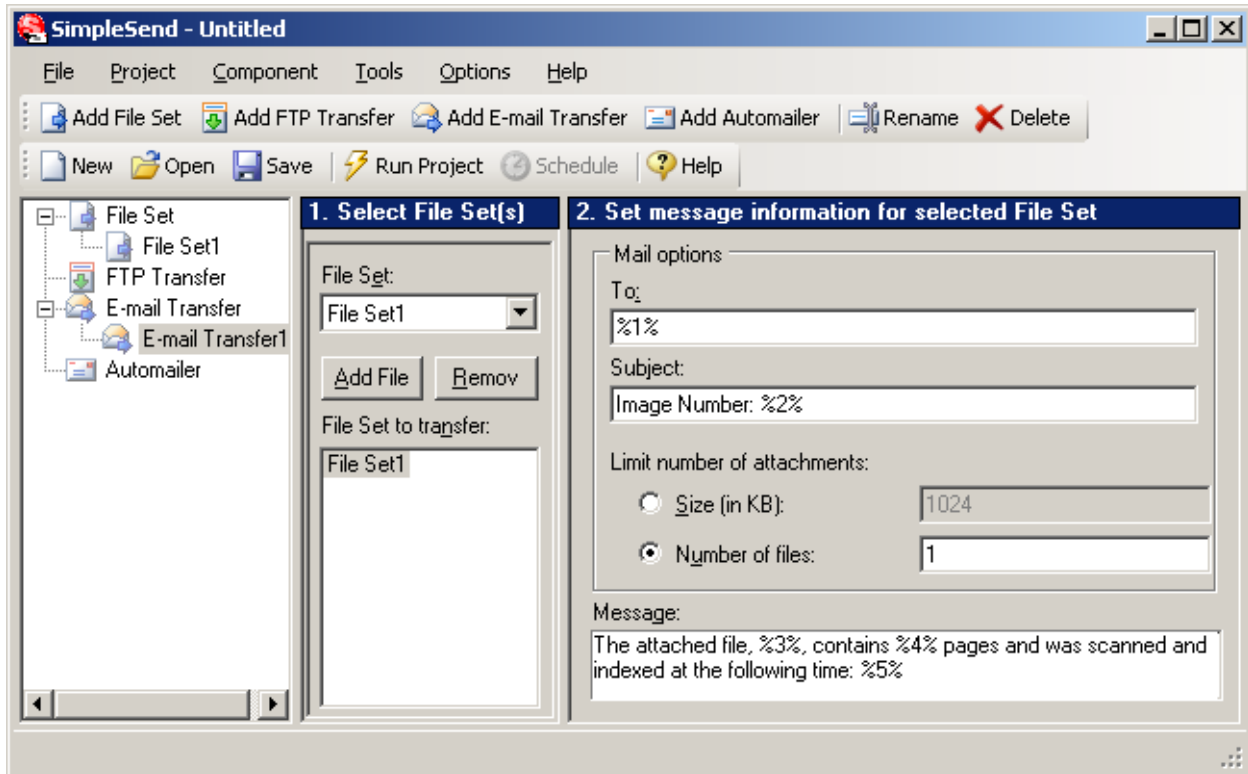 SimpleSend - Untitled
File Project Component Tools Options Help
Add File Set Add FTP Transfer Add E-mail Transfer Add Automailer Rename Delete
New Open Save Run Project Schedule Help
File Set
File Set1
FTP Transfer
E-mail Transfer
E-mail Transfer1
Automailer
1. Select File Set(s)
File Set:
File Set1
Add File Remov
File Set to transfer:
File Set1
2. Set message information for selected File Set
Mail options
To:
%1%
Subject:
Image Number: %2%
Limit number of attachments:
Size (in KB): 1024
Number of files: 1
Message:
The attached file, %3%, contains %4% pages and was scanned and
indexed at the following time: %5%